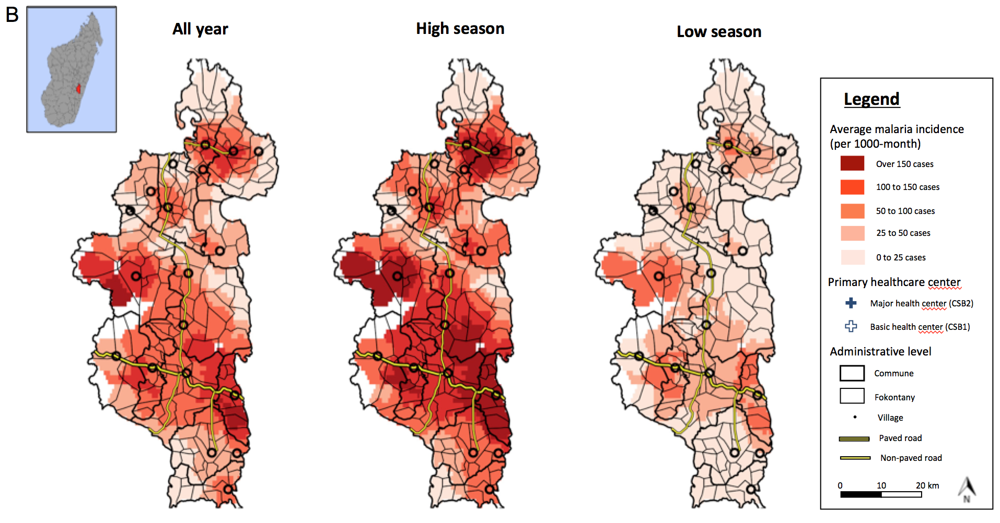 B
All year
High season
Low season
Legend
Average malaria incidence
(per 1000-month)
Over 150 cases
100 to 150 cases
50 to 100 cases
25 to 50 cases
0 to 25 cases
Primary healthcare center
Major health center (CSB2)
Basic health center (CSB1)
Administrative level
Commune
Fokontany
Village
Paved road
Non-paved road
0 10 20 km
N